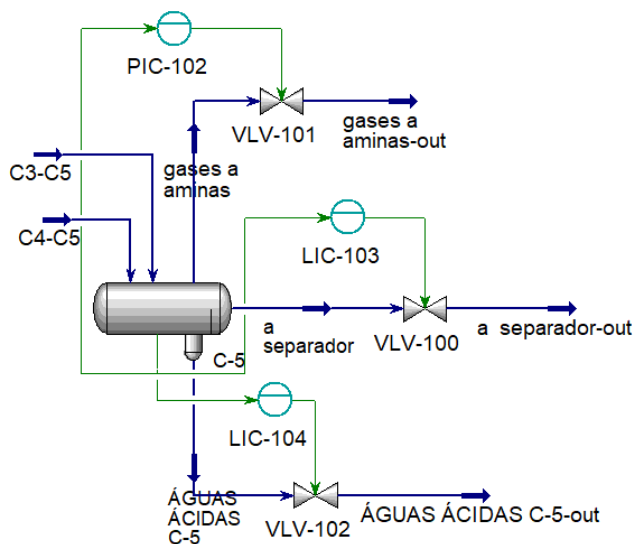 PIC-102
VLV-101
gases a
aminas-out
C3-C5
gases a
aminas
C4-C5
LIC-103
a
separador
VLV-100
a separador-out
C-5
LIC-104
ÁGUAS
ÁCIDAS
C-5
VLV-102
ÁGUAS ÁCIDAS C-5-out